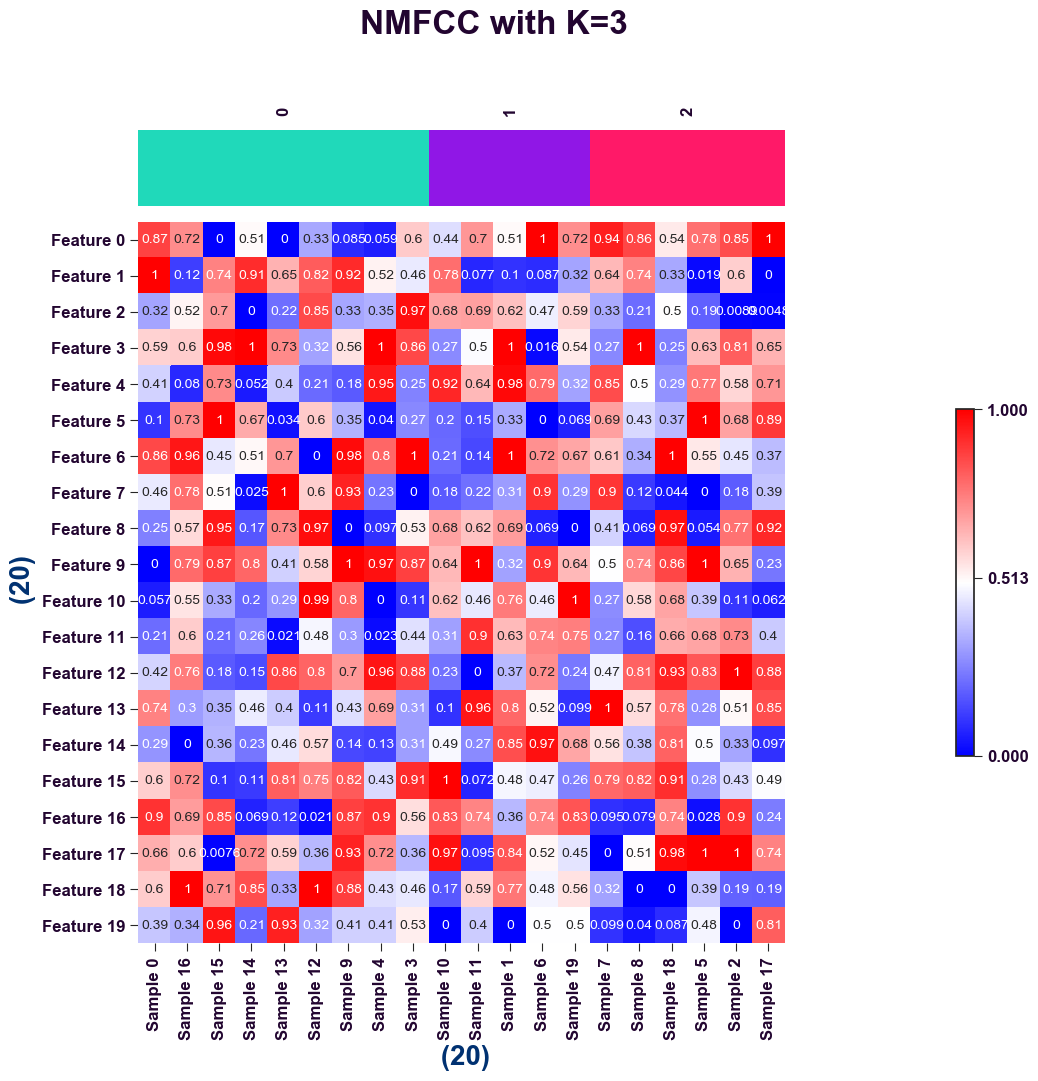 NMFCC with K=3
0 1 2
Feature 0 0.87 0.72 0 0.51 0 0.33 0.085 0.059 0.6 0.44 0.7 0.51 1 0.72 0.94 0.86 0.54 0.78 0.85 1
Feature 1 1 0.12 0.74 0.91 0.65 0.82 0.92 0.52 0.46 0.78 0.077 0.1 0.087 0.32 0.64 0.74 0.33 0.019 0.6 0
Feature 2 0.32 0.52 0.7 0 0.22 0.85 0.33 0.35 0.97 0.68 0.69 0.62 0.47 0.59 0.33 0.21 0.5 0.19
Feature 3 0.59 0.6 0.98 1 0.73 0.32 0.56 1 0.86 0.27 0.5 1 0.016 0.54 0.27 1 0.25 0.63 0.81 0.65
Feature 4 0.41 0.08 0.73 0.052 0.4 0.21 0.18 0.95 0.25 0.92 0.64 0.98 0.79 0.32 0.85 0.5 0.29 0.77 0.58 0.71
1.000
Feature 5 0.1 0.73 1 0.67 0.034 0.6 0.35 0.04 0.27 0.2 0.15 0.33 0 0.069 0.69 0.43 0.37 1 0.68 0.89
Feature 6 0.86 0.96 0.45 0.51 0.7 0 0.98 0.8 1 0.21 0.14 1 0.72 0.67 0.61 0.34 1 0.55 0.45 0.37
Feature 7 0.46 0.78 0.51 0.025 1 0.6 0.93 0.23 0 0.18 0.22 0.31 0.9 0.29 0.9 0.12 0.044 0 0.18 0.39
Feature 8 0.25 0.57 0.95 0.17 0.73 0.97 0 0.097 0.53 0.68 0.62 0.69 0.069 0 0.41 0.069 0.97 0.054 0.77 0.92
Feature 9 0 0.79 0.87 0.8 0.41 0.58 1 0.97 0.87 0.64 1 0.32 0.9 0.64 0.5 0.74 0.86 1 0.65 0.23
0.513
(20)
Feature 10 0.057 0.55 0.33 0.2 0.29 0.99 0.8 0 0.11 0.62 0.46 0.76 0.46 1 0.27 0.58 0.68 0.39 0.11 0.062
Feature 11 0.21 0.6 0.21 0.26 0.021 0.48 0.3 0.023 0.44 0.31 0.9 0.63 0.74 0.75 0.27 0.16 0.66 0.68 0.73 0.4
Feature 12 0.42 0.76 0.18 0.15 0.86 0.8 0.7 0.96 0.88 0.23 0 0.37 0.72 0.24 0.47 0.81 0.93 0.83 1 0.88
Feature 13 0.74 0.3 0.35 0.46 0.4 0.11 0.43 0.69 0.31 0.1 0.96 0.8 0.52 0.099 1 0.57 0.78 0.28 0.51 0.85
Feature 14 0.29 0 0.36 0.23 0.46 0.57 0.14 0.13 0.31 0.49 0.27 0.85 0.97 0.68 0.56 0.38 0.81 0.5 0.33 0.097
0.000
Feature 15 0.6 0.72 0.1 0.11 0.81 0.75 0.82 0.43 0.91 1 0.072 0.48 0.47 0.26 0.79 0.82 0.91 0.28 0.43 0.49
Feature 16 0.9 0.69 0.85 0.069 0.12 0.021 0.87 0.9 0.56 0.83 0.74 0.36 0.74 0.83 0.095 0.079 0.74 0.028 0.9 0.24
Feature 17 0.66 0.6 0.0076 0.72 0.59 0.36 0.93 0.72 0.36 0.97 0.095 0.84 0.52 0.45 0 0.51 0.98 1 1 0.74
Feature 18 0.6 1 0.71 0.85 0.33 1 0.88 0.43 0.46 0.17 0.59 0.77 0.48 0.56 0.32 0 0 0.39 0.19 0.19
Feature 19 0.39 0.34 0.96 0.21 0.93 0.32 0.41 0.41 0.53 0 0.4 0 0.5 0.5 0.099 0.04 0.087 0.48 0 0.81
Sample 0
Sample 16
Sample 15
Sample 14
Sample 13
Sample 12
Sample 9
Sample 4
Sample 3
Sample 10
Sample 11
Sample 1
Sample 6
Sample 19
Sample 7
Sample 8
Sample 18
Sample 5
Sample 2
Sample 17
(20)